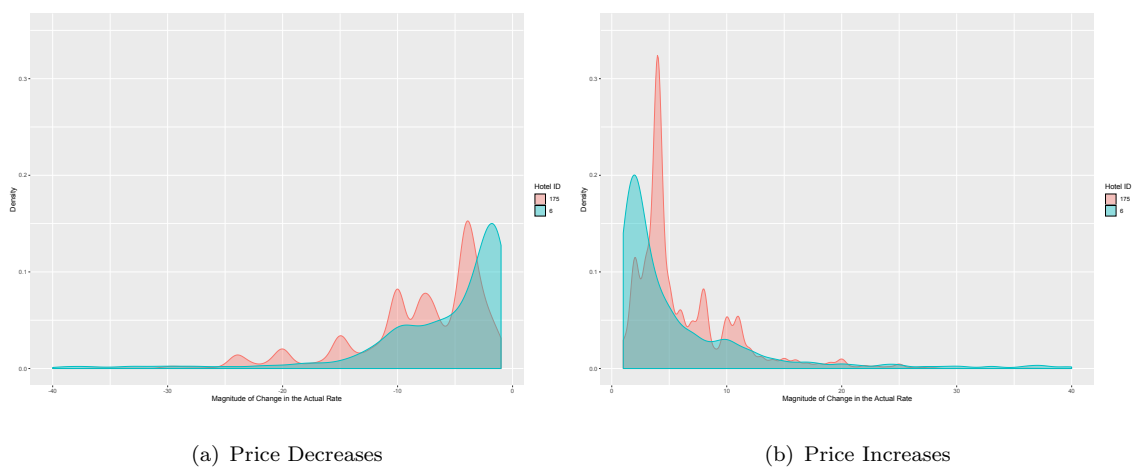 0.3
0.2
0.1
0.0
Density
-40
-30
-20
-10
0
Magnitude of Change in the Actual Rate
Hotel ID
175
6
(a) Price Decreases
0.3
0.2
0.1
0.0
Density
0
10
20
30
40
Magnitude of Change in the Actual Rate
Hotel ID
175
6
(b) Price Increases